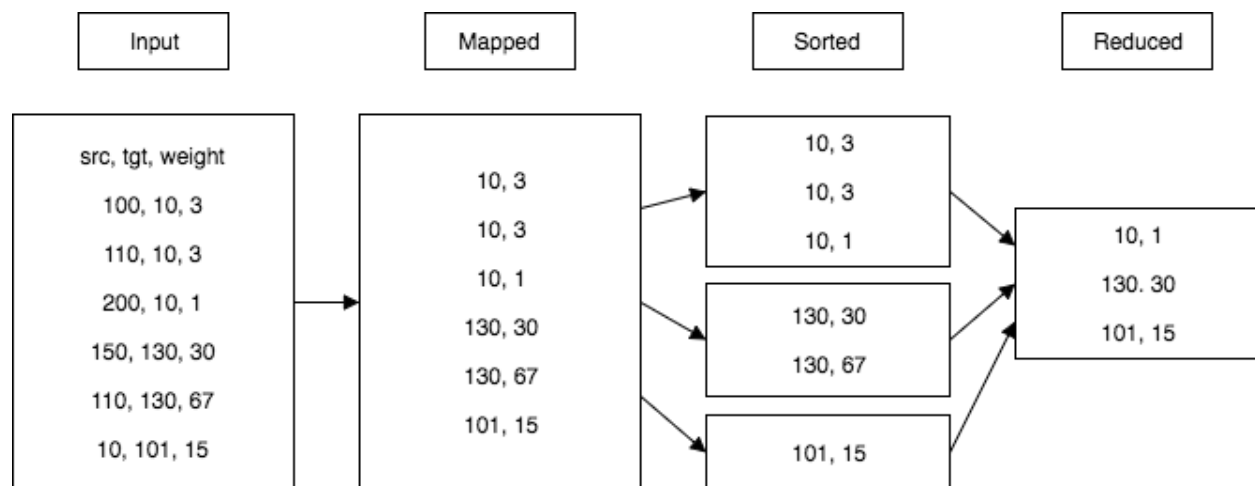 Input
Mapped
Sorted
Reduced
src, tgt, weight
100, 10, 3
110, 10, 3
200, 10, 1
150, 130, 30
110, 130, 67
10, 101, 15
10, 3
10, 3
10, 1
130, 30
130, 67
101, 15
10, 3
10, 3
10, 1
130, 30
130, 67
101, 15
10, 1
130. 30
101, 15